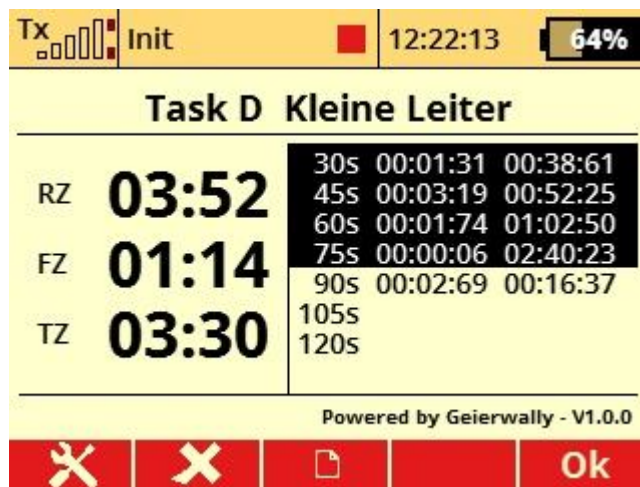 Tx Init 12:22:13 64%
Task D Kleine Leiter
RZ 03:52
FZ 01:14
TZ 03:30
30s 00:01:31 00:38:61
45s 00:03:19 00:52:25
60s 00:01:74 01:02:50
75s 00:00:06 02:40:23
90s 00:02:69 00:16:37
105s
120s
Powered by Geierwally - V1.0.0
Ok